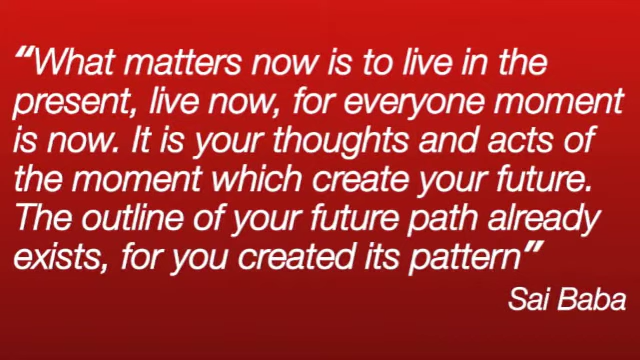 “What matters now is to live in the
present, live now, for everyone moment
is now. It is your thoughts and acts of
the moment which create your future.
The outline of your future path already
exists, for you created its pattern”
Sai Baba